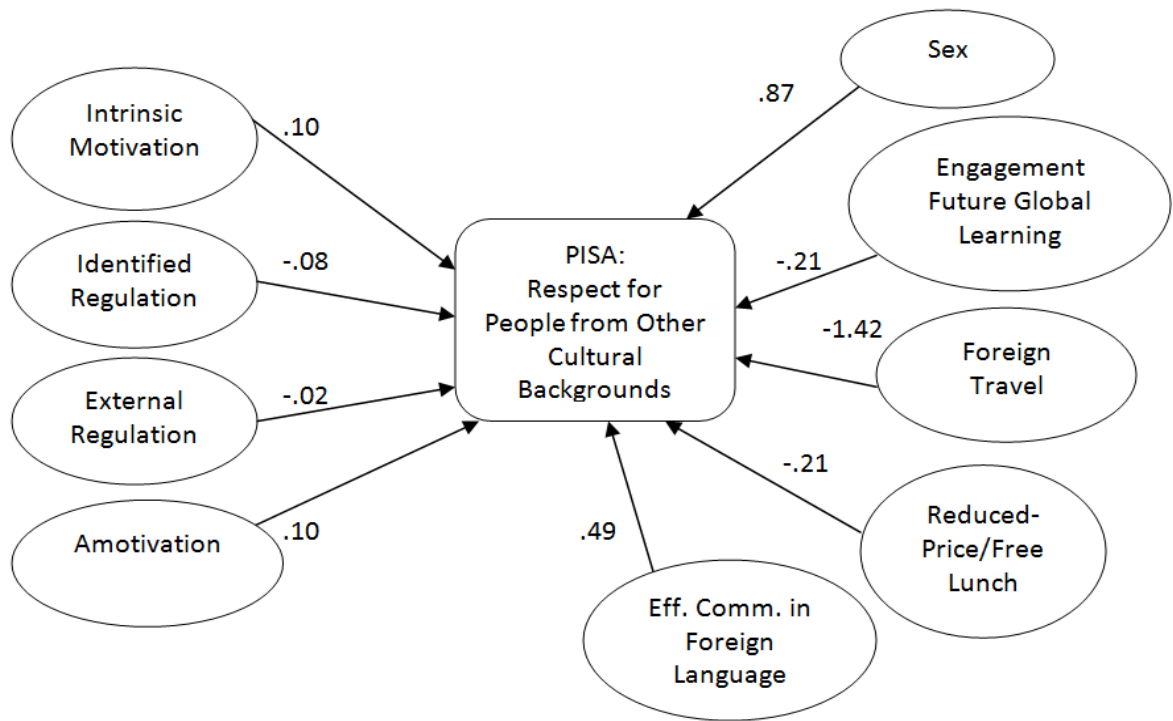 Intrinsic
Motivation
.10
Identified
Regulation
-.08
External
Regulation
-.02
Amotivation
.10
PISA:
Respect for
People from Other
Cultural
Backgrounds
Sex
.87
Engagement
Future Global
Learning
-.21
Foreign
Travel
-1.42
Reduced-
Price/Free
Lunch
-.21
Eff. Comm. in
Foreign
Language
.49